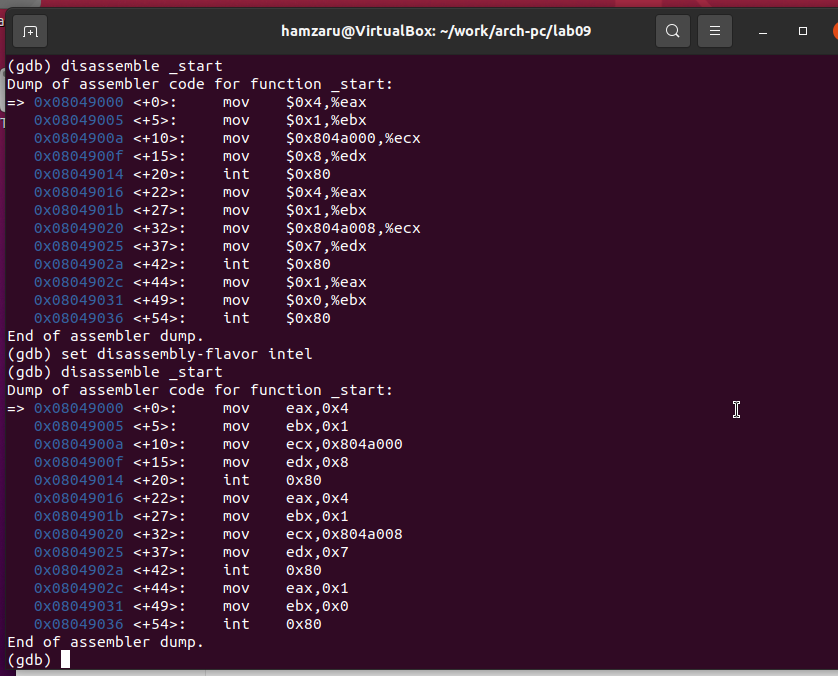 hamzaru@VirtualBox: ~/work/arch-pc/lab09
(gdb) disassemble _start
Dump of assembler code for function _start:
=> 0x08049000 <+0>:     mov    $0x4,%eax
   0x08049005 <+5>:     mov    $0x1,%ebx
   0x0804900a <+10>:    mov    $0x804a000,%ecx
   0x0804900f <+15>:    mov    $0x8,%edx
   0x08049014 <+20>:    int    $0x80
   0x08049016 <+22>:    mov    $0x4,%eax
   0x0804901b <+27>:    mov    $0x1,%ebx
   0x08049020 <+32>:    mov    $0x804a008,%ecx
   0x08049025 <+37>:    mov    $0x7,%edx
   0x0804902a <+42>:    int    $0x80
   0x0804902c <+44>:    mov    $0x1,%eax
   0x08049031 <+49>:    mov    $0x0,%ebx
   0x08049036 <+54>:    int    $0x80
End of assembler dump.
(gdb) set disassembly-flavor intel
(gdb) disassemble _start
Dump of assembler code for function _start:
=> 0x08049000 <+0>:     mov    eax,0x4
   0x08049005 <+5>:     mov    ebx,0x1
   0x0804900a <+10>:    mov    ecx,0x804a000
   0x0804900f <+15>:    mov    edx,0x8
   0x08049014 <+20>:    int    0x80
   0x08049016 <+22>:    mov    eax,0x4
   0x0804901b <+27>:    mov    ebx,0x1
   0x08049020 <+32>:    mov    ecx,0x804a008
   0x08049025 <+37>:    mov    edx,0x7
   0x0804902a <+42>:    int    0x80
   0x0804902c <+44>:    mov    eax,0x1
   0x08049031 <+49>:    mov    ebx,0x0
   0x08049036 <+54>:    int    0x80
End of assembler dump.
(gdb)